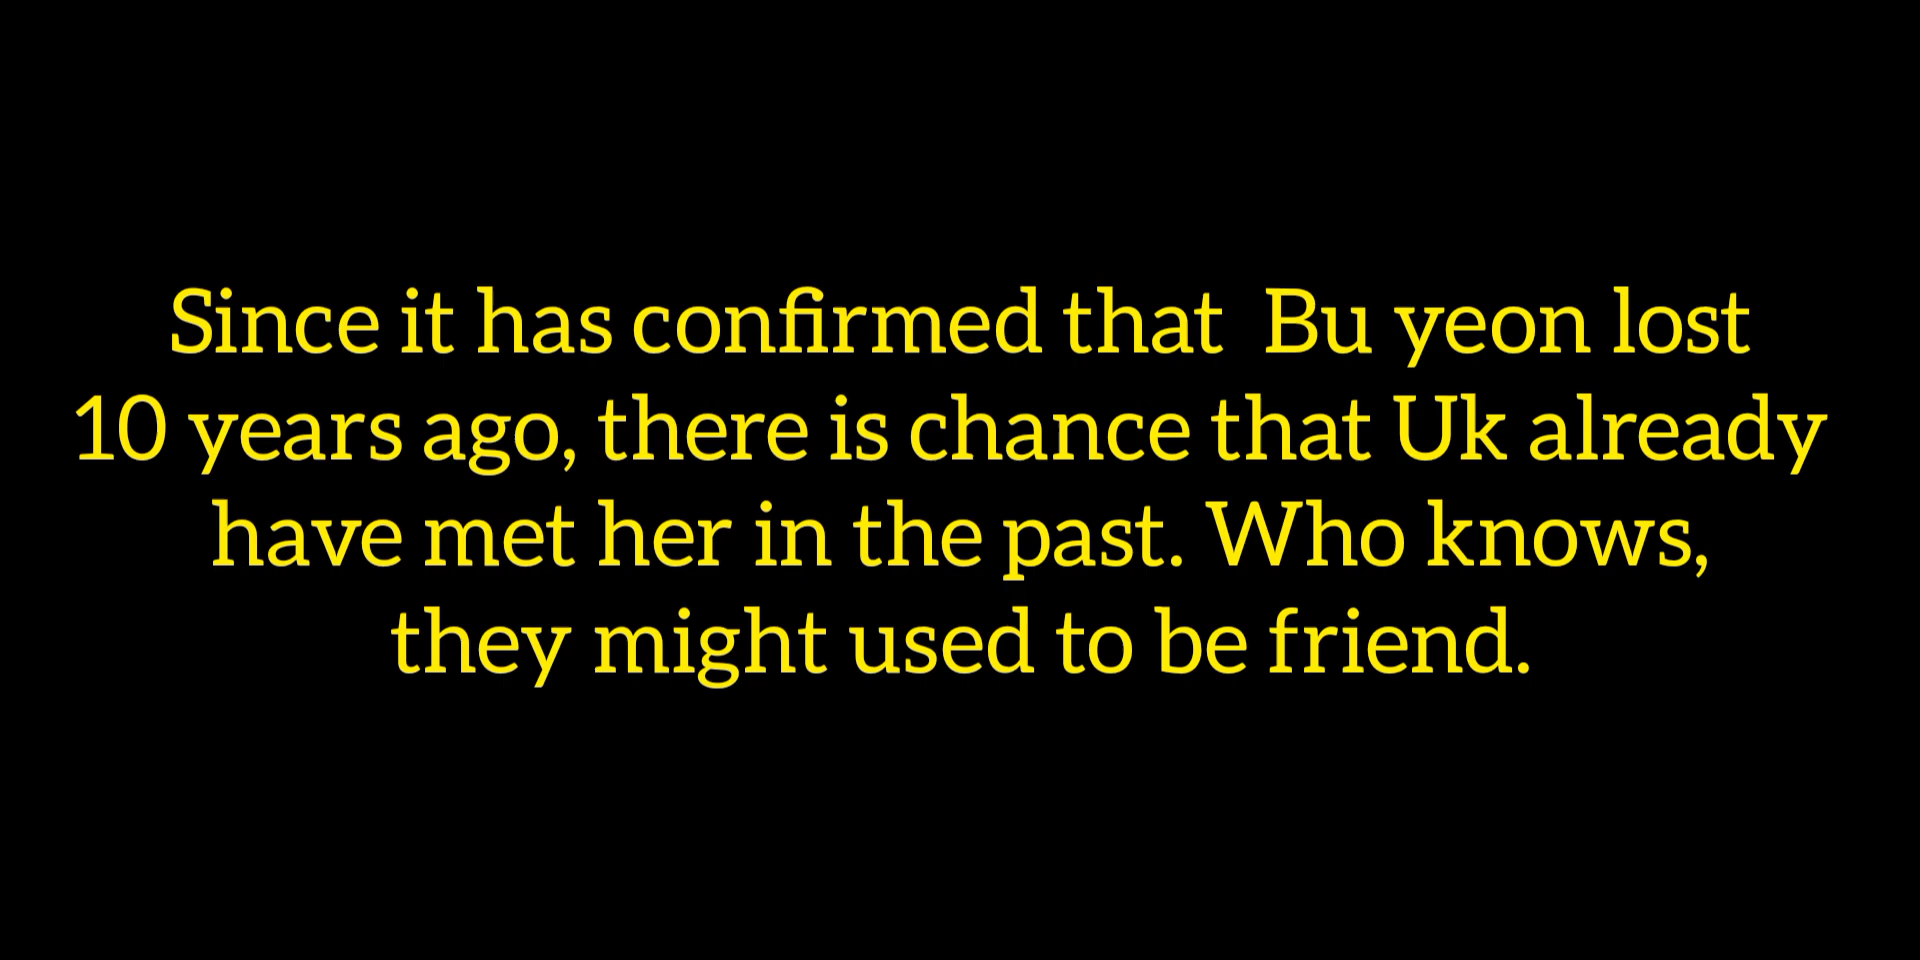 Since it has confirmed that  Bu yeon lost
10 years ago, there is chance that Uk already
have met her in the past. Who knows,
they might used to be friend.